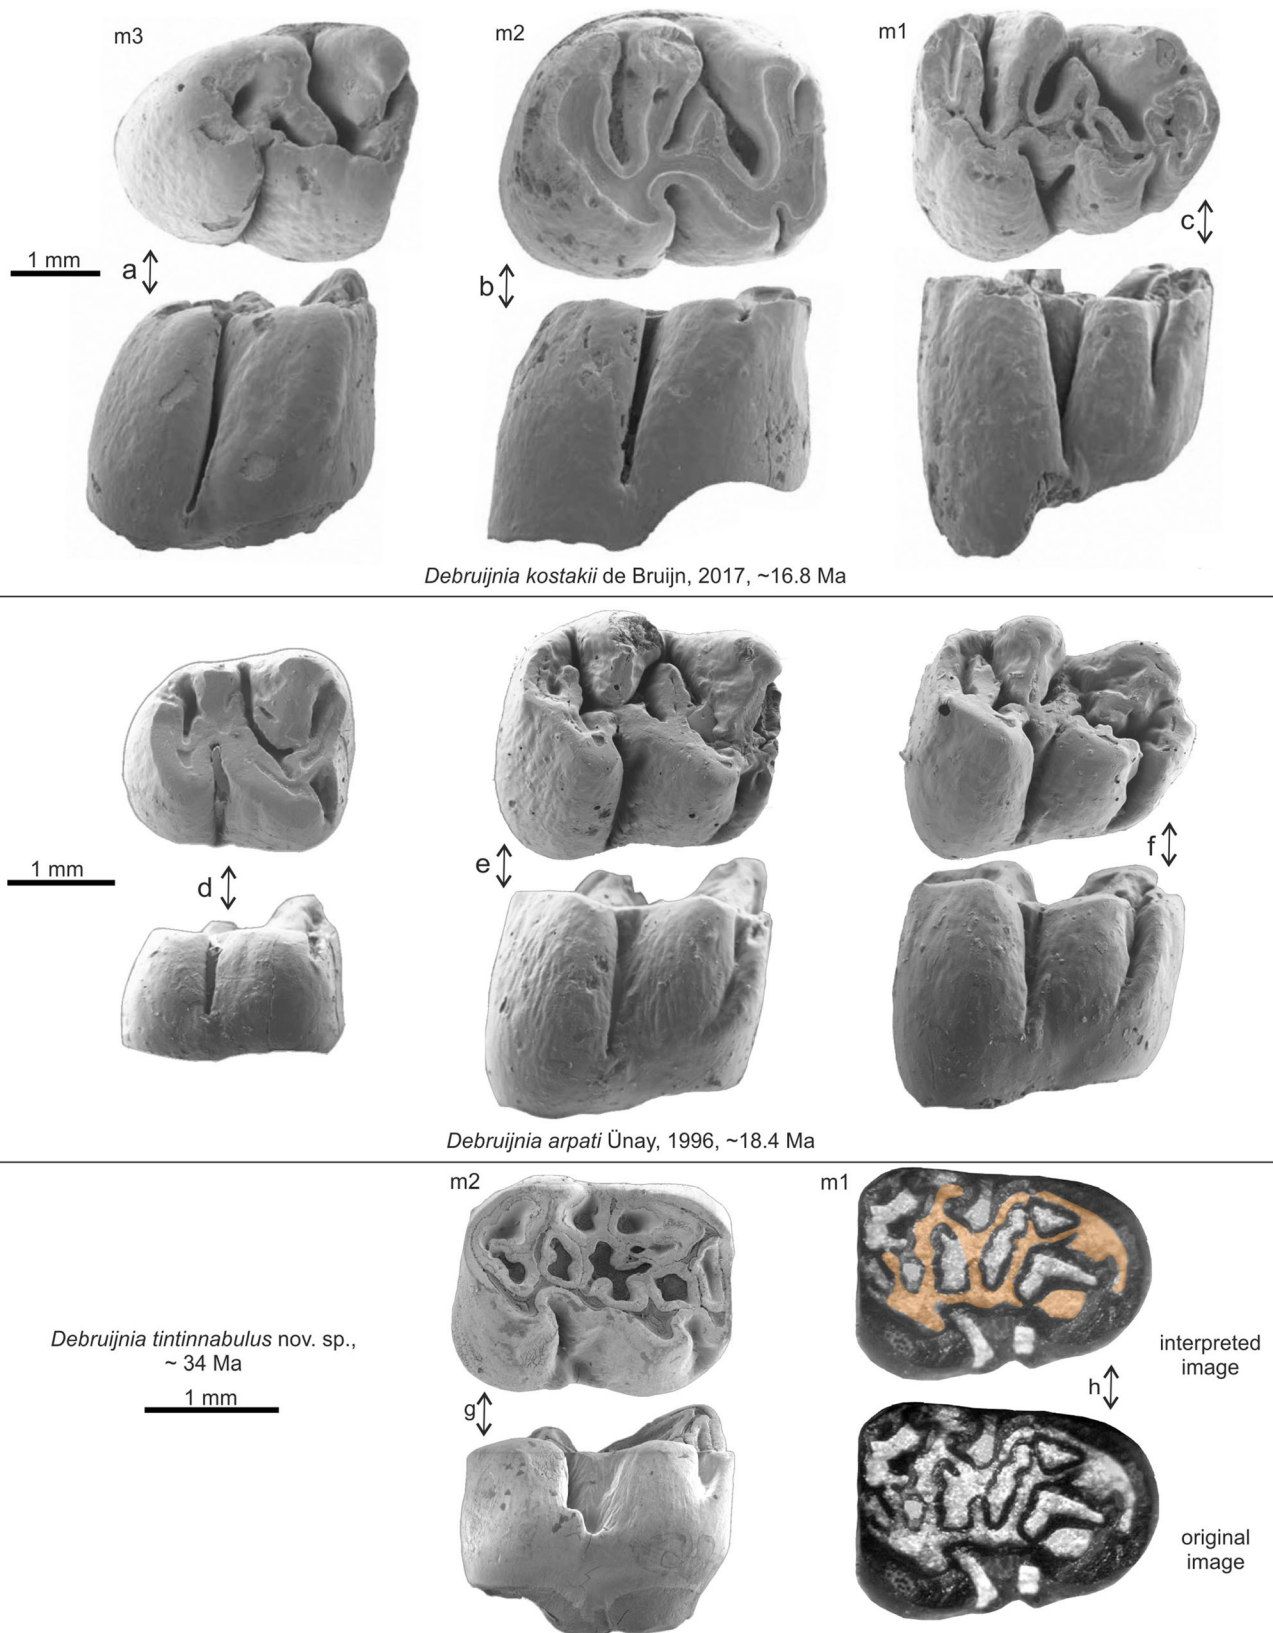 m3
m2
m1
1 mm
a
b
c
Debruijnia kostakii de Bruijn, 2017, ~16.8 Ma
1 mm
d
e
f
Debruijnia arpati Ünay, 1996, ~18.4 Ma
m2
m1
Debruijnia tintinnabulus nov. sp.,
~ 34 Ma
1 mm
g
h
interpreted
image
original
image